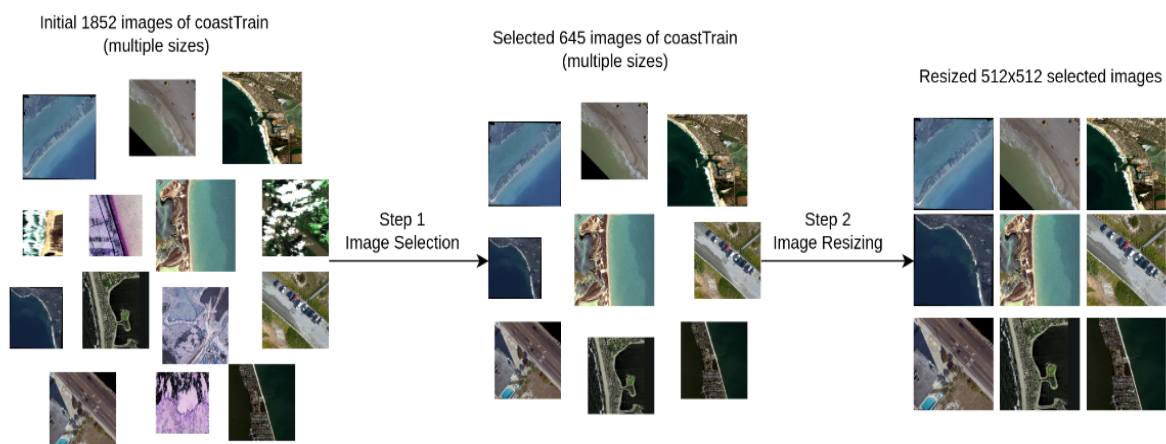 Initial 1852 images of coastTrain
(multiple sizes)
Selected 645 images of coastTrain
(multiple sizes)
Resized 512x512 selected images
Step 1
Image Selection
Step 2
Image Resizing